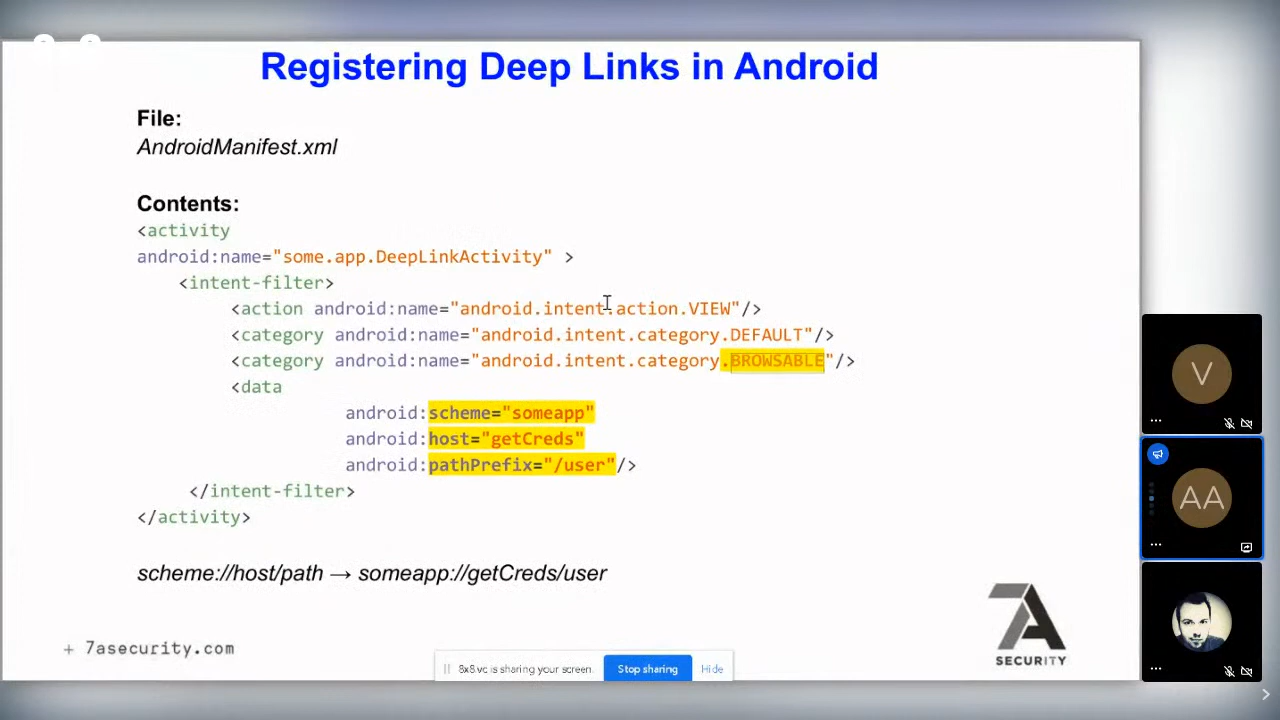 Registering Deep Links in Android
File:
AndroidManifest.xml
Contents:
<activity
android:name="some.app.DeepLinkActivity" >
<intent-filter>
<action android:name="android.intent.action.VIEW"/>
<category android:name="android.intent.category.DEFAULT"/>
<category android:name="android.intent.category.BROWSABLE"/>
<data
android:scheme="someapp"
android:host="getCreds"
android:pathPrefix="/user"/>
</intent-filter>
</activity>
scheme://host/path → someapp://getCreds/user
+ 7asecurity.com
7A
SECURITY
8x8.vc is sharing your screen.
Stop sharing
Hide
V
AA